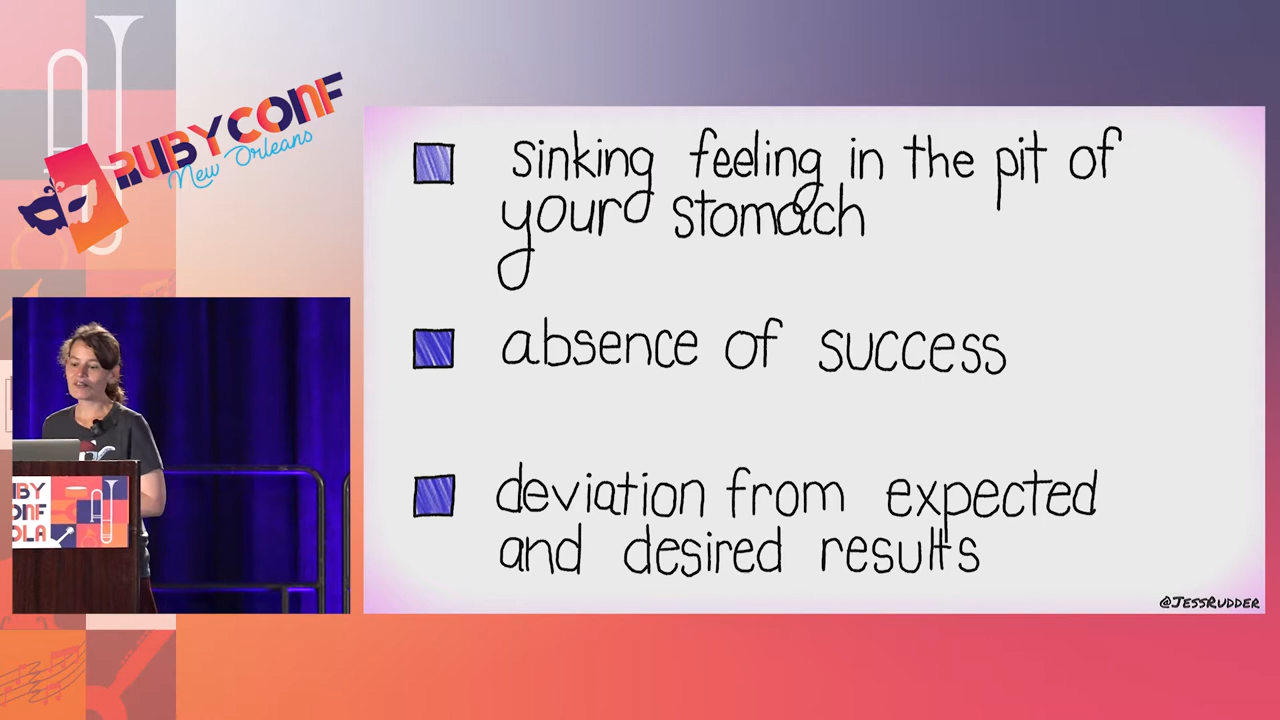 RUBYCONF
New Orleans
sinking feeling in the pit of
your stomach
absence of success
deviation from expected
and desired results
@JessRudder
UBY
ONF
OLA